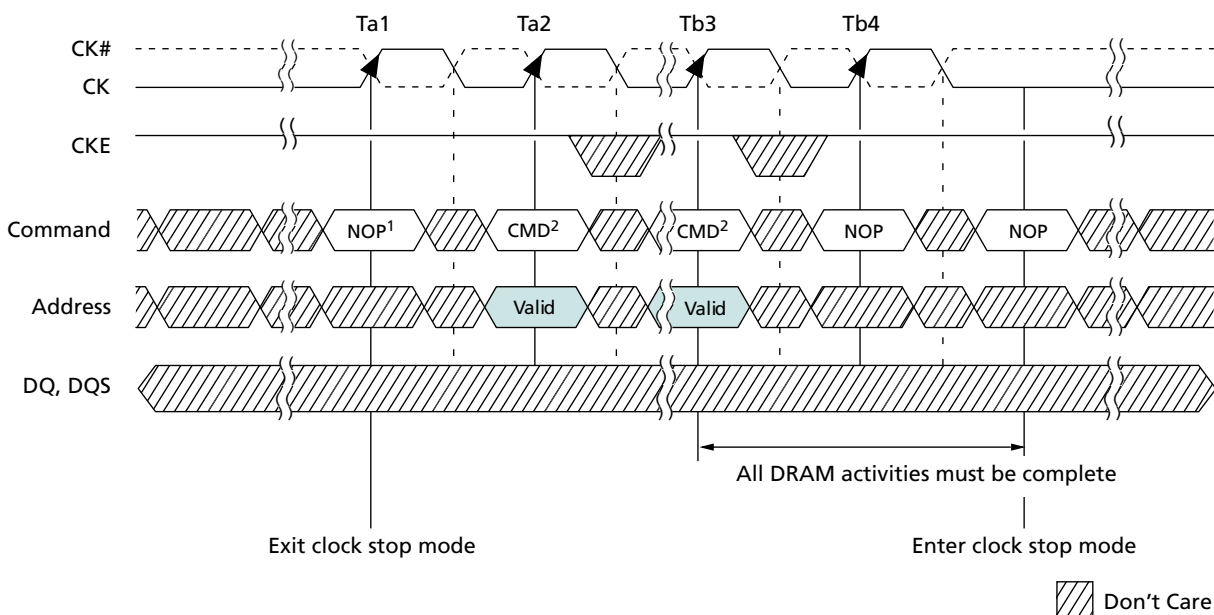 Ta1 Ta2 Tb3 Tb4
CK#
CK
CKE
Command NOP1 CMD2 CMD2 NOP NOP
Address Valid Valid
DQ, DQS
All DRAM activities must be complete
Exit clock stop mode Enter clock stop mode
Don't Care